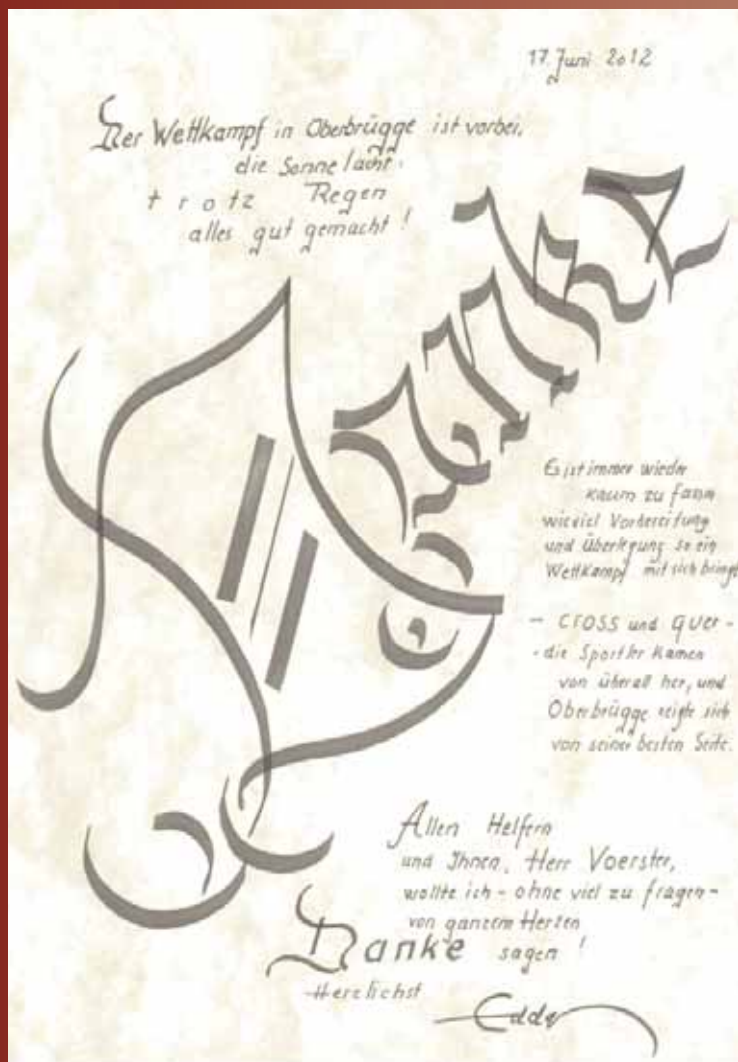 17. Juni 2012
Der Wettkampf in Oberbrügge ist vorbei,
die Sonne lacht.
trotz Regen
alles gut gemacht!
Danke
Es ist immer wieder
kaum zu fassen
wieviel Vorbereitung
und Überlegung so ein
Wettkampf mit sich bringt
- cross und quer -
- die Sportler kamen
von überall her, und
Oberbrügge zeigte sich
von seiner besten Seite.
Allen Helfern
und Ihnen, Herr Voerster,
wollte ich - ohne viel zu fragen -
von ganzem Herzen
Danke sagen!
Herzlichst